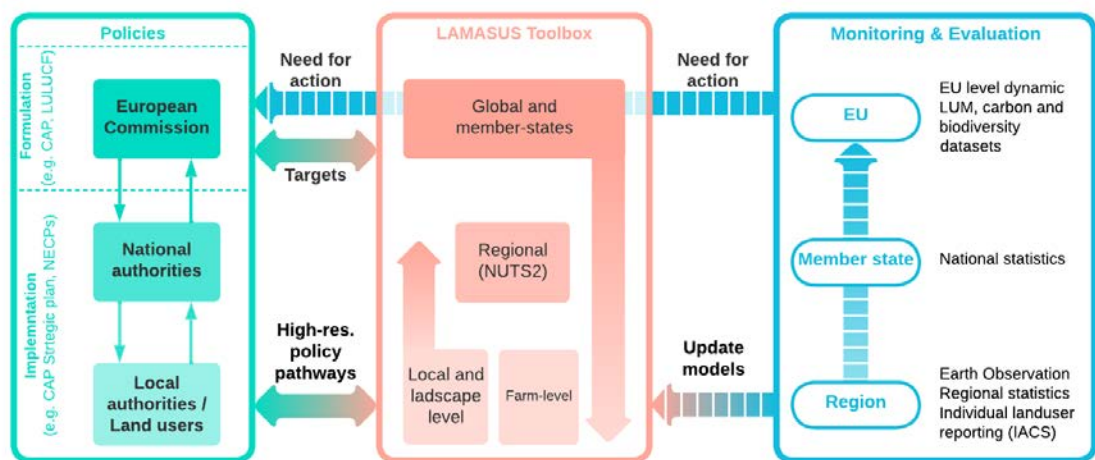 Policies
Formulation
(e.g. CAP, LULUCF)
European
Commission
Implemntation
(e.g. CAP Strtegic plan, NECPs)
National
authorities
Local
authorities /
Land users
Need for
action
Targets
High-res.
policy
pathways
LAMASUS Toolbox
Global and
member-states
Regional
(NUTS2)
Local and
ladscape
level
Farm-level
Need for
action
Update
models
Monitoring & Evaluation
EU
EU level dynamic
LUM, carbon and
biodiversity
datasets
Member state
National statistics
Region
Earth Observation
Regional statistics
Individual landuser
reporting (IACS)